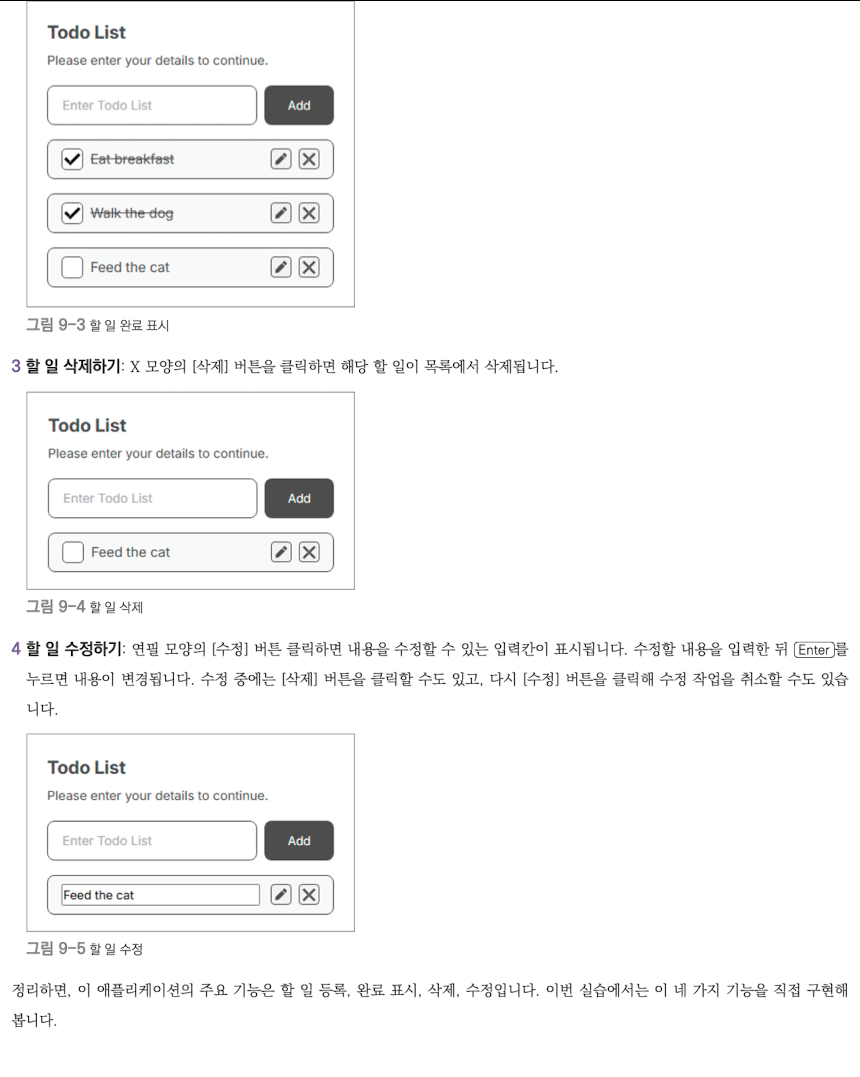 Todo List
Please enter your details to continue.
Enter Todo List Add
Eat breakfast
Walk the dog
Feed the cat
그림 9-3 할 일 완료 표시
3 할 일 삭제하기: X 모양의 [삭제] 버튼을 클릭하면 해당 할 일이 목록에서 삭제됩니다.
Todo List
Please enter your details to continue.
Enter Todo List Add
Feed the cat
그림 9-4 할 일 삭제
4 할 일 수정하기: 연필 모양의 [수정] 버튼 클릭하면 내용을 수정할 수 있는 입력칸이 표시됩니다. 수정할 내용을 입력한 뒤 Enter를
누르면 내용이 변경됩니다. 수정 중에는 [삭제] 버튼을 클릭할 수도 있고, 다시 [수정] 버튼을 클릭해 수정 작업을 취소할 수도 있습
니다.
Todo List
Please enter your details to continue.
Enter Todo List Add
Feed the cat
그림 9-5 할 일 수정
정리하면, 이 애플리케이션의 주요 기능은 할 일 등록, 완료 표시, 삭제, 수정입니다. 이번 실습에서는 이 네 가지 기능을 직접 구현해
봅니다.